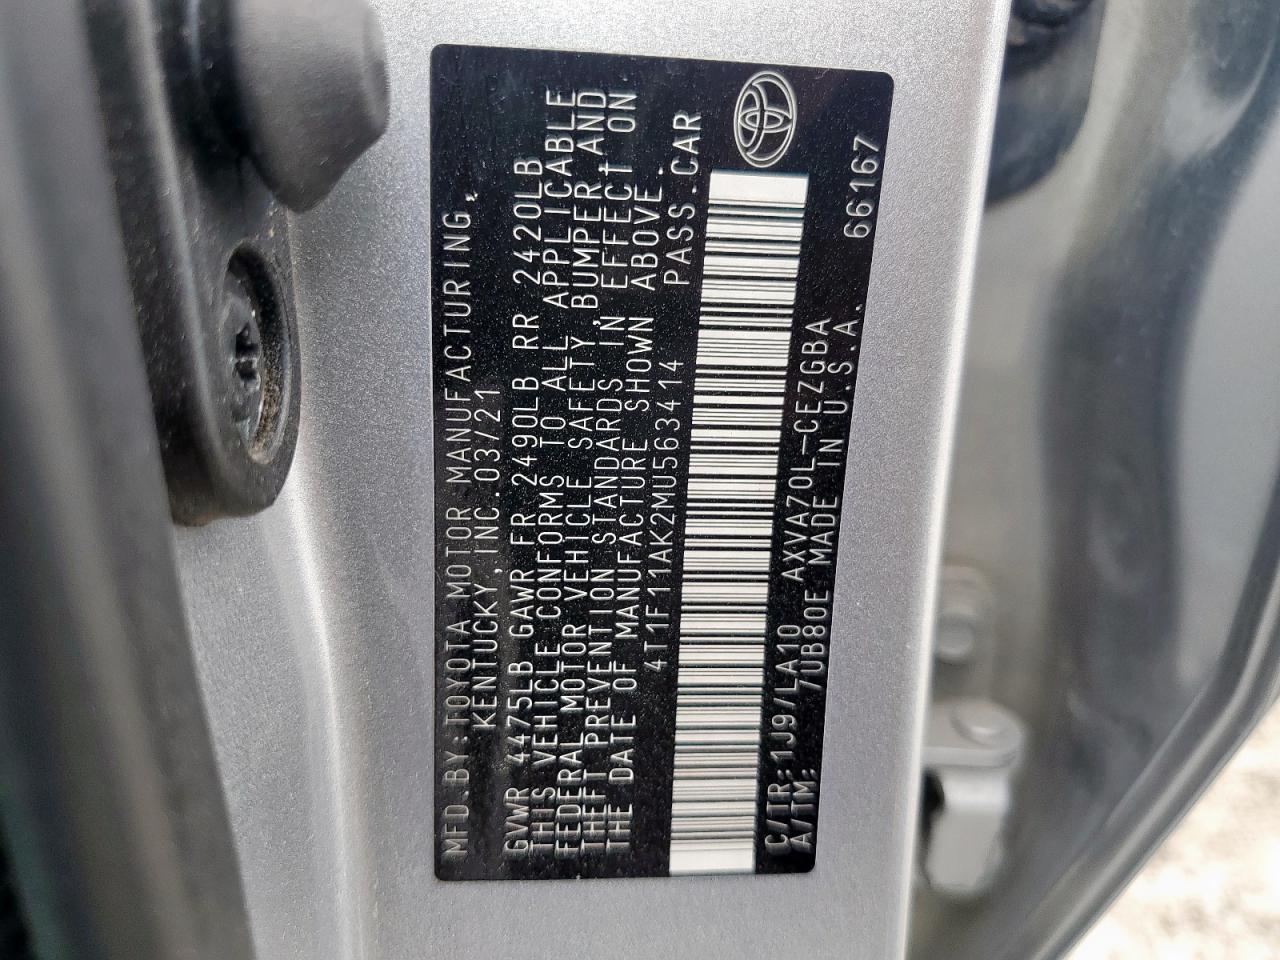 MFD.BY:TOYOTA MOTOR MANUFACTURING,
KENTUCKY,INC.03/21
GVWR 4475LB GAWR FR 2490LB RR 2420LB
THIS VEHICLE CONFORMS TO ALL APPLICABLE
FEDERAL MOTOR VEHICLE SAFETY,BUMPER,AND
THEFT PREVENTION STANDARDS IN EFFECT ON
THE DATE OF MANUFACTURE SHOWN ABOVE.
4T1F11AK2MU563414 PASS.CAR
C/TR:1J9/LA10 AXVA70L-CEZGBA
A/TM: /UB80E MADE IN U.S.A. 66167